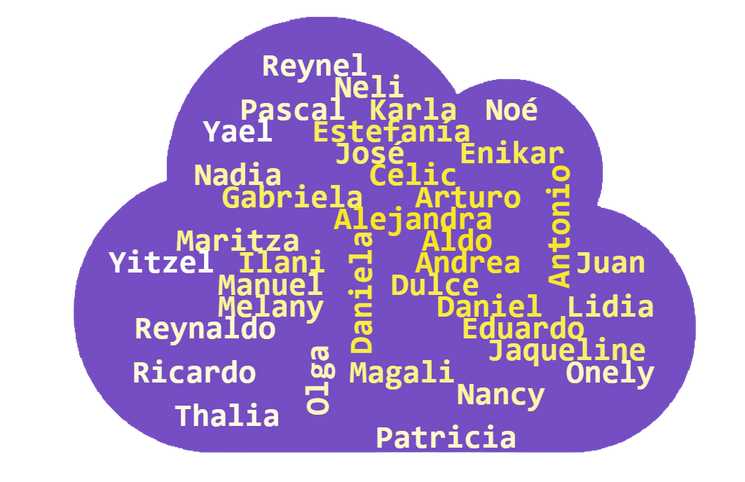 Reynel
Neli
Pascal Karla Noé
Yael Estefanía
José Enikar
Nadia Celic
Gabriela Arturo
Antonio
Alejandra
Maritza Aldo
Yitzel Ilani Andrea Juan
Daniela
Manuel Dulce
Melany Daniel Lidia
Reynaldo Eduardo
Jaqueline
Ricardo Magali Onely
Olga
Nancy
Thalia
Patricia